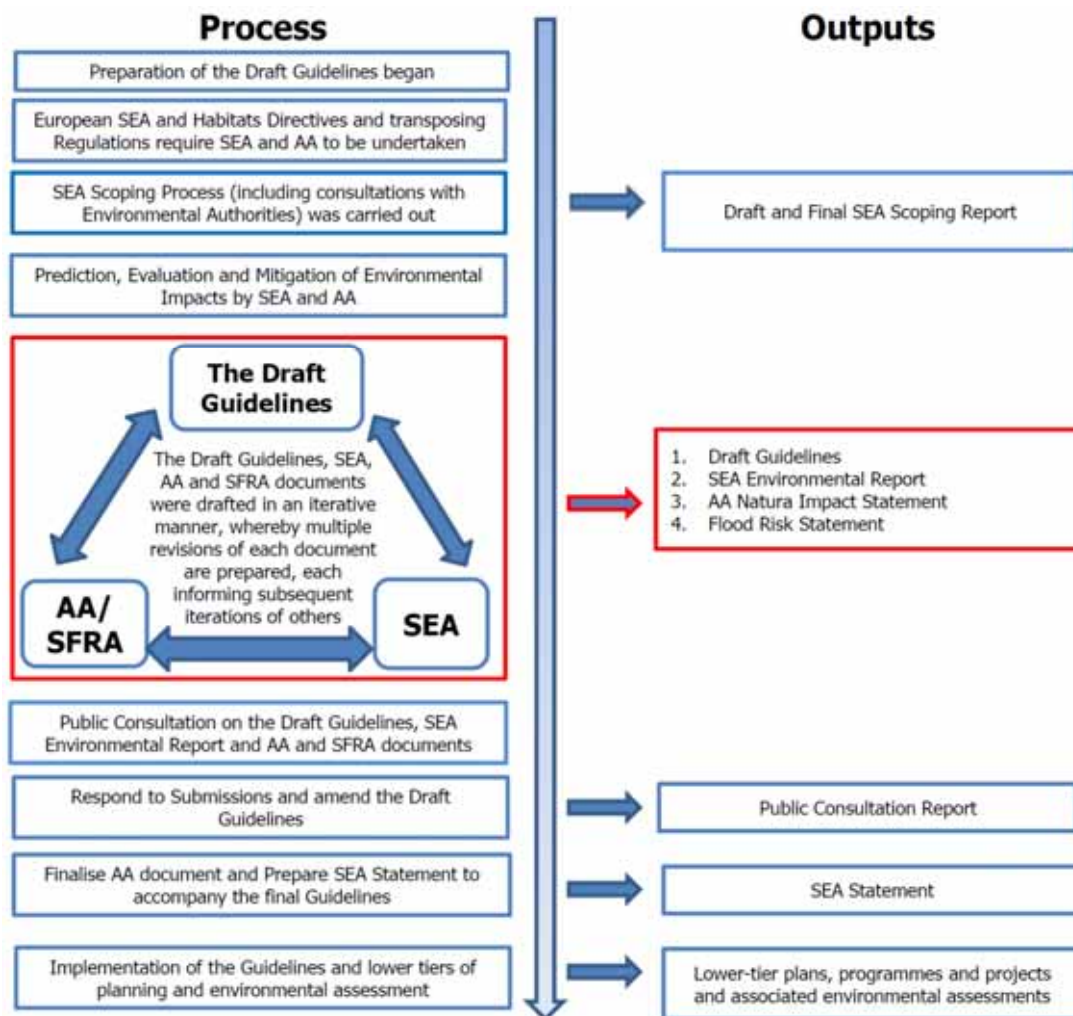 Process
Preparation of the Draft Guidelines began
European SEA and Habitats Directives and transposing
Regulations require SEA and AA to be undertaken
SEA Scoping Process (including consultations with
Environmental Authorities) was carried out
Prediction, Evaluation and Mitigation of Environmental
Impacts by SEA and AA
The Draft
Guidelines
The Draft Guidelines, SEA,
AA and SFRA documents
were drafted in an iterative
manner, whereby multiple
revisions of each document
are prepared, each
informing subsequent
iterations of others
AA/
SFRA
SEA
Public Consultation on the Draft Guidelines, SEA
Environmental Report and AA and SFRA documents
Respond to Submissions and amend the Draft
Guidelines
Finalise AA document and Prepare SEA Statement to
accompany the final Guidelines
Implementation of the Guidelines and lower tiers of
planning and environmental assessment
Outputs
Draft and Final SEA Scoping Report
1. Draft Guidelines
2. SEA Environmental Report
3. AA Natura Impact Statement
4. Flood Risk Statement
Public Consultation Report
SEA Statement
Lower-tier plans, programmes and projects
and associated environmental assessments